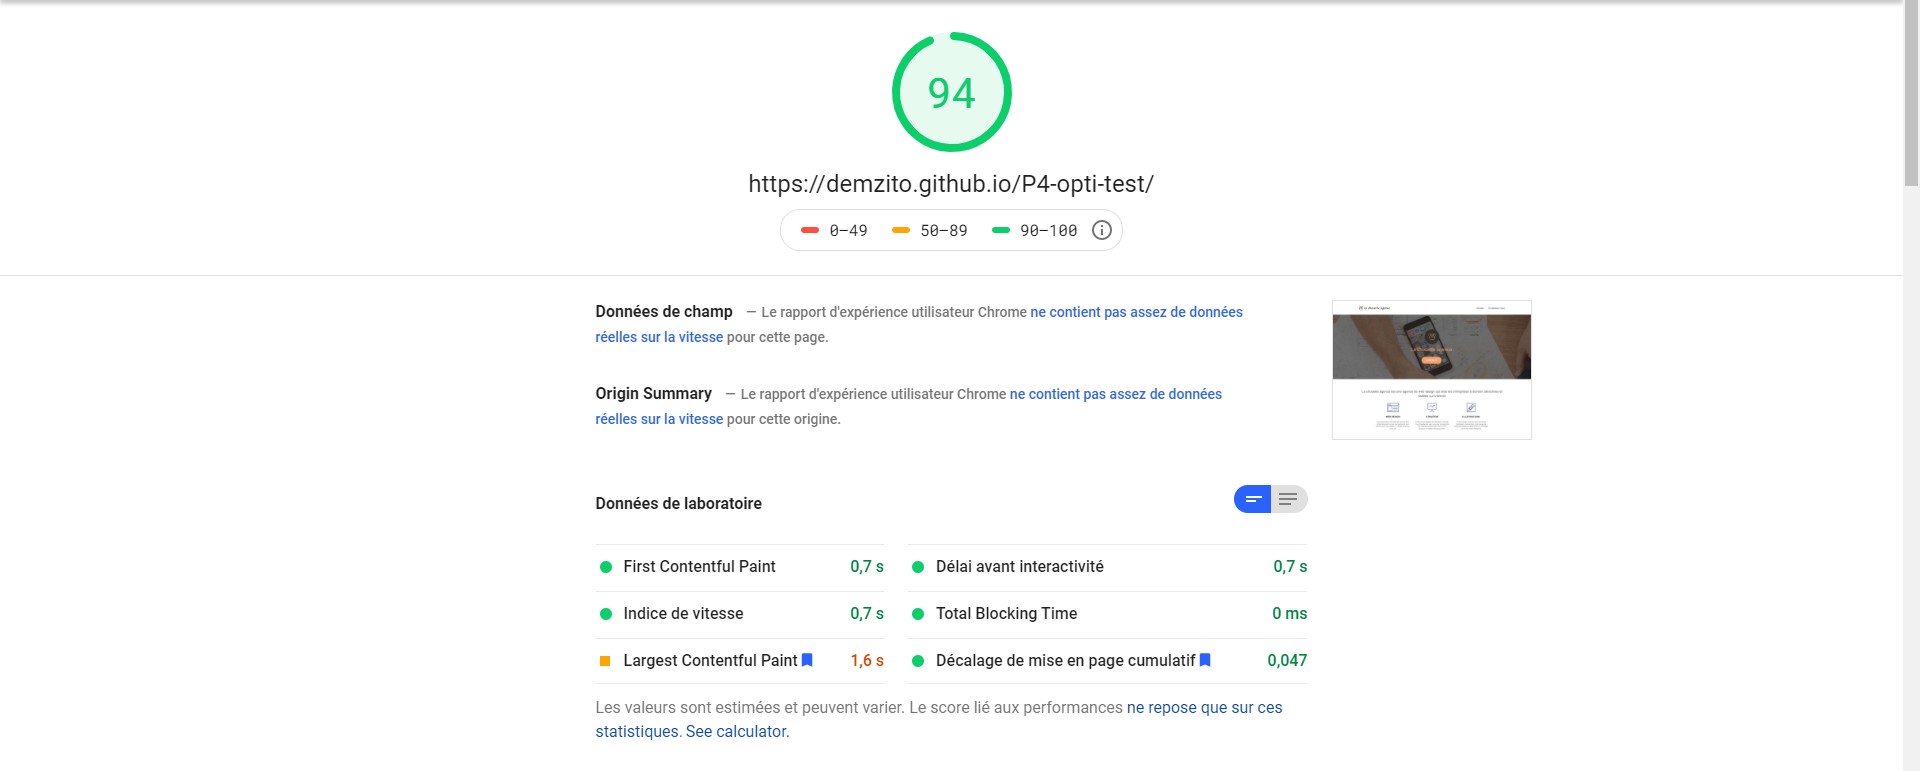 94
https://demzito.github.io/P4-opti-test/
0–49 50–89 90–100
Données de champ — Le rapport d'expérience utilisateur Chrome ne contient pas assez de données
réelles sur la vitesse pour cette page.
Origin Summary — Le rapport d'expérience utilisateur Chrome ne contient pas assez de données
réelles sur la vitesse pour cette origine.
Données de laboratoire
First Contentful Paint 0,7 s
Délai avant interactivité 0,7 s
Indice de vitesse 0,7 s
Total Blocking Time 0 ms
Largest Contentful Paint 1,6 s
Décalage de mise en page cumulatif 0,047
Les valeurs sont estimées et peuvent varier. Le score lié aux performances ne repose que sur ces
statistiques. See calculator.